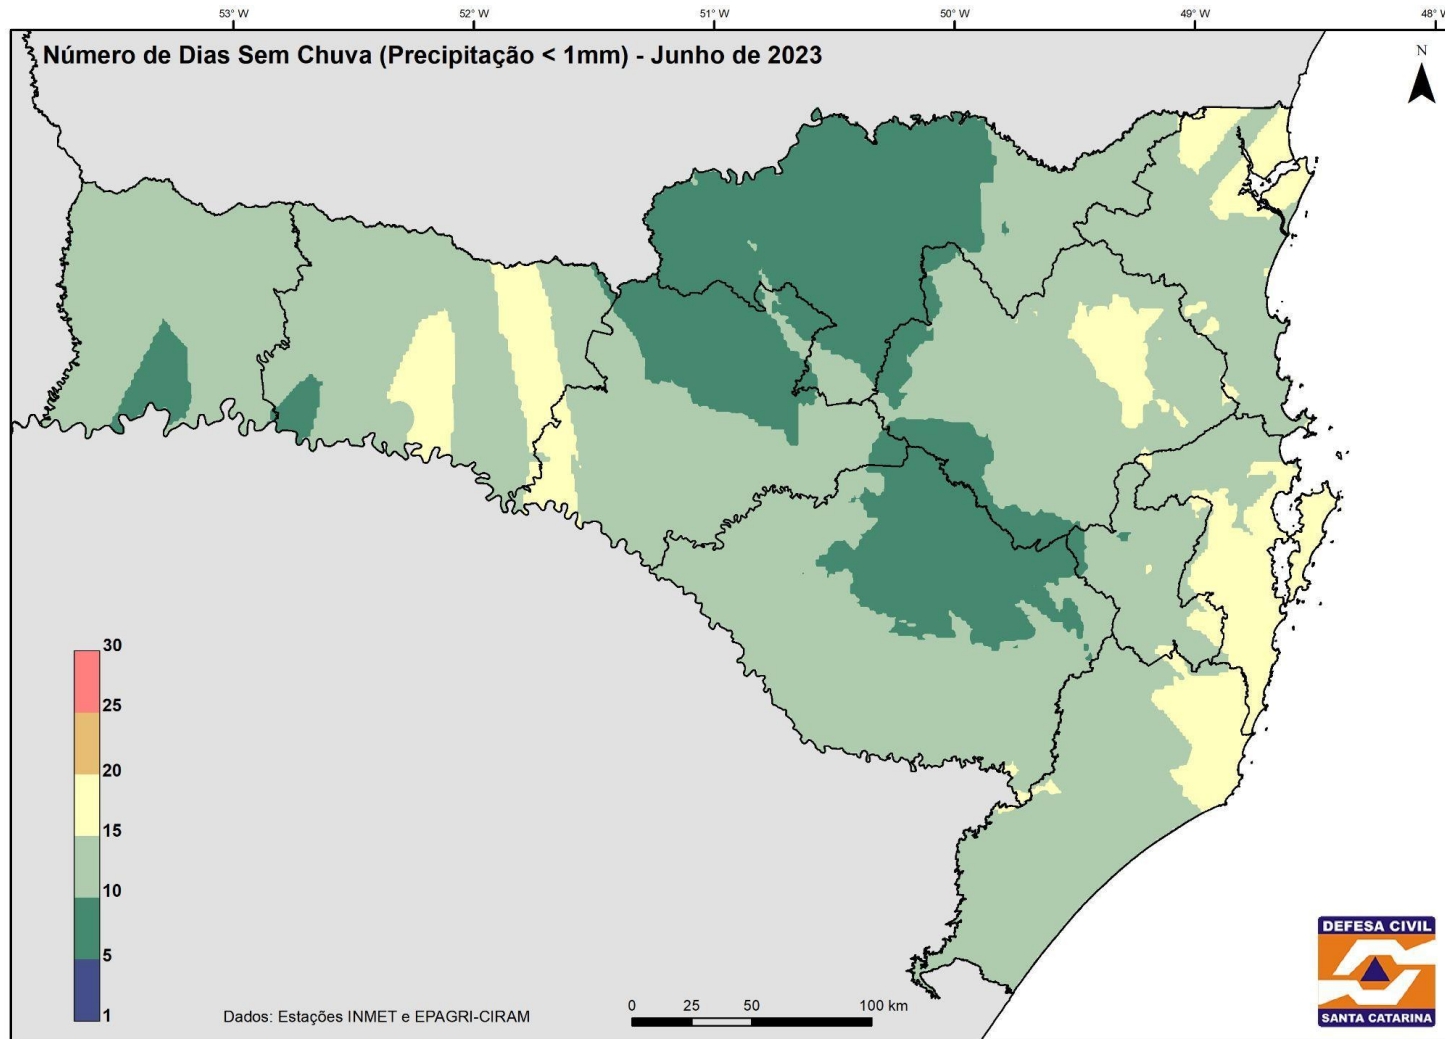 53° W 52° W 51° W 50° W 49° W 48° W
Número de Dias Sem Chuva (Precipitação < 1mm) - Junho de 2023
N
30
25
20
15
10
5
1
Dados: Estações INMET e EPAGRI-CIRAM
0 25 50 100 km
DEFESA CIVIL
SANTA CATARINA